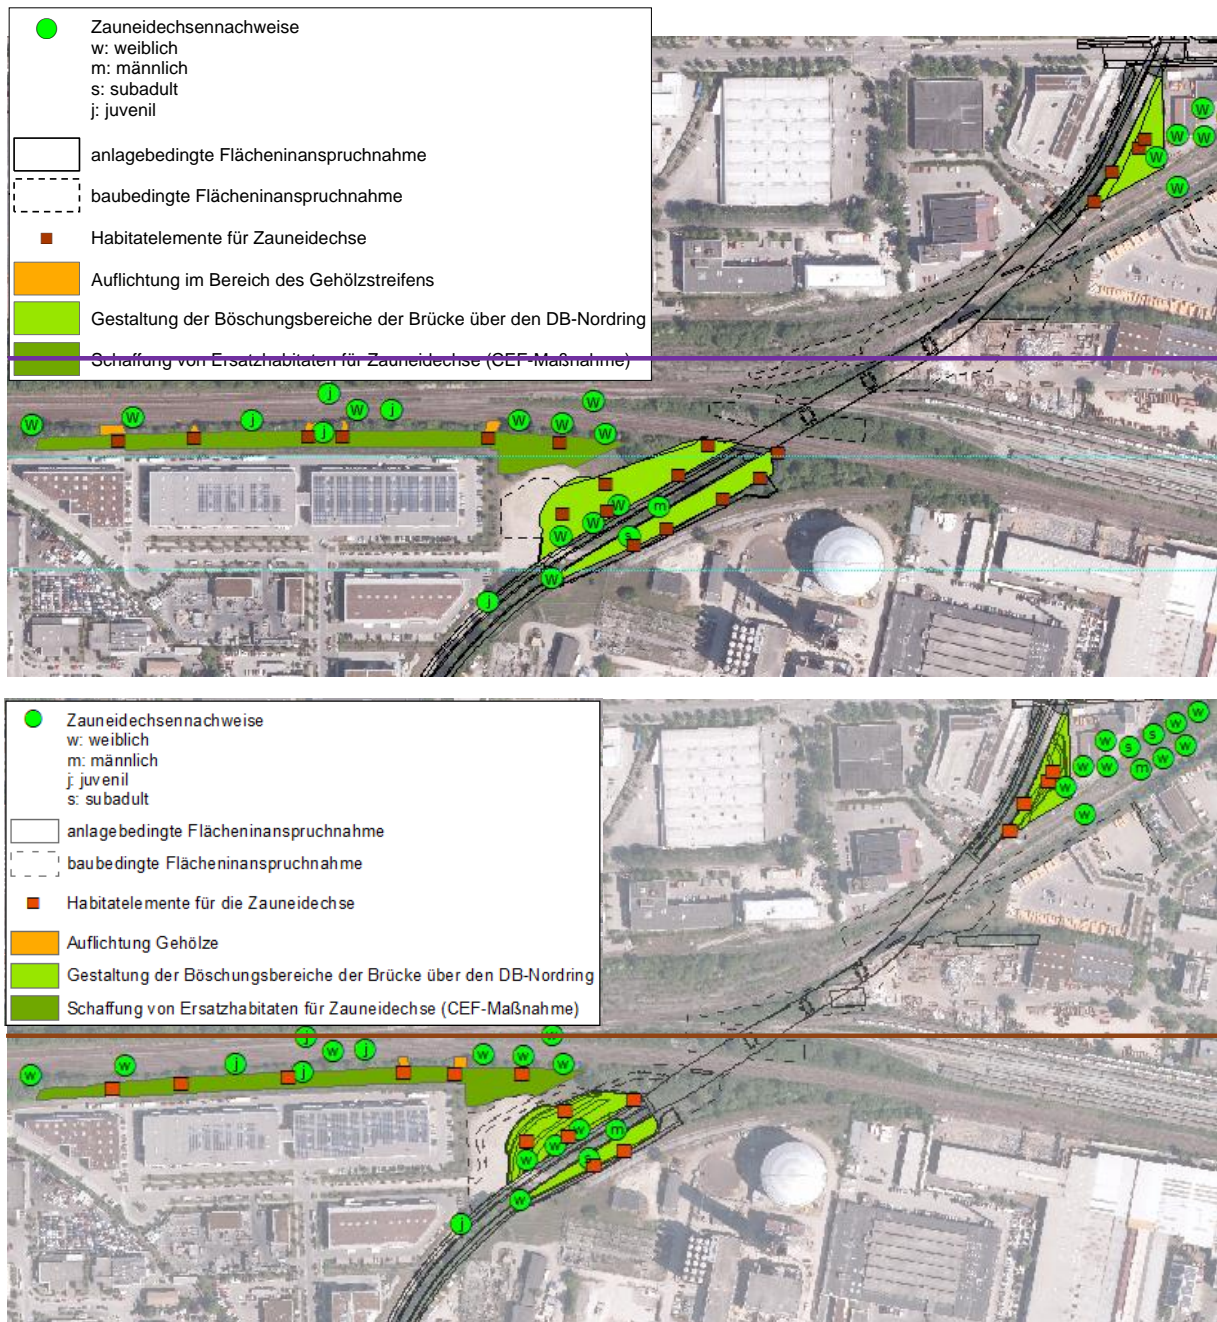 Zauneidechsennachweise
w: weiblich
m: männlich
s: subadult
j: juvenil
anlagebedingte Flächeninanspruchnahme
baubedingte Flächeninanspruchnahme
Habitatelemente für Zauneidechse
Auflichtung im Bereich des Gehölzstreifens
Gestaltung der Böschungsbereiche der Brücke über den DB-Nordring
Schaffung von Ersatzhabitaten für Zauneidechse (CEF-Maßnahme)
w
w w
w
w
j
w j w
w w j w w
j
w m
w w
s
w
j
Zauneidechsennachweise
w: weiblich
m: männlich
j: juvenil
s: subadult
anlagebedingte Flächeninanspruchnahme
baubedingte Flächeninanspruchnahme
Habitatelemente für die Zauneidechse
Auflichtung Gehölze
Gestaltung der Böschungsbereiche der Brücke über den DB-Nordring
Schaffung von Ersatzhabitaten für Zauneidechse (CEF-Maßnahme)
w
w
s
w s w
w w m w
w
w
j w
w j w w
w j w
w j
w m
w w s
w
j